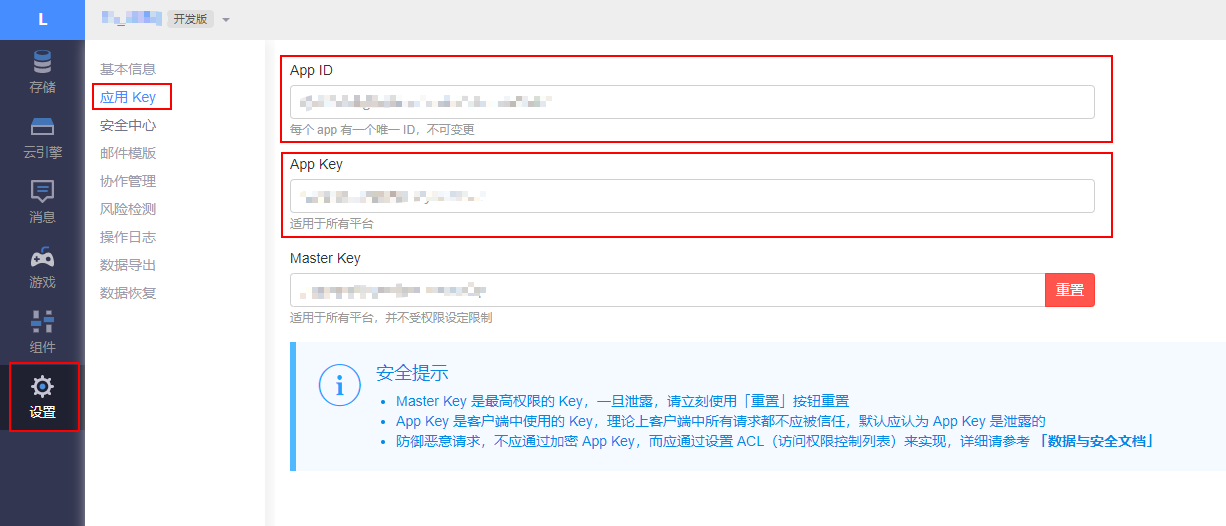 L
开发版
存储
云引擎
消息
游戏
组件
设置
基本信息
应用 Key
安全中心
邮件模版
协作管理
风险检测
操作日志
数据导出
数据恢复
App ID
每个 app 有一个唯一 ID，不可变更
App Key
适用于所有平台
Master Key
重置
适用于所有平台，并不受权限设定限制
安全提示
Master Key 是最高权限的 Key，一旦泄露，请立刻使用「重置」按钮重置
App Key 是客户端中使用的 Key，理论上客户端中所有请求都不应被信任，默认应认为 App Key 是泄露的
防御恶意请求，不应通过加密 App Key，而应通过设置 ACL（访问权限控制列表）来实现，详细请参考 「数据与安全文档」